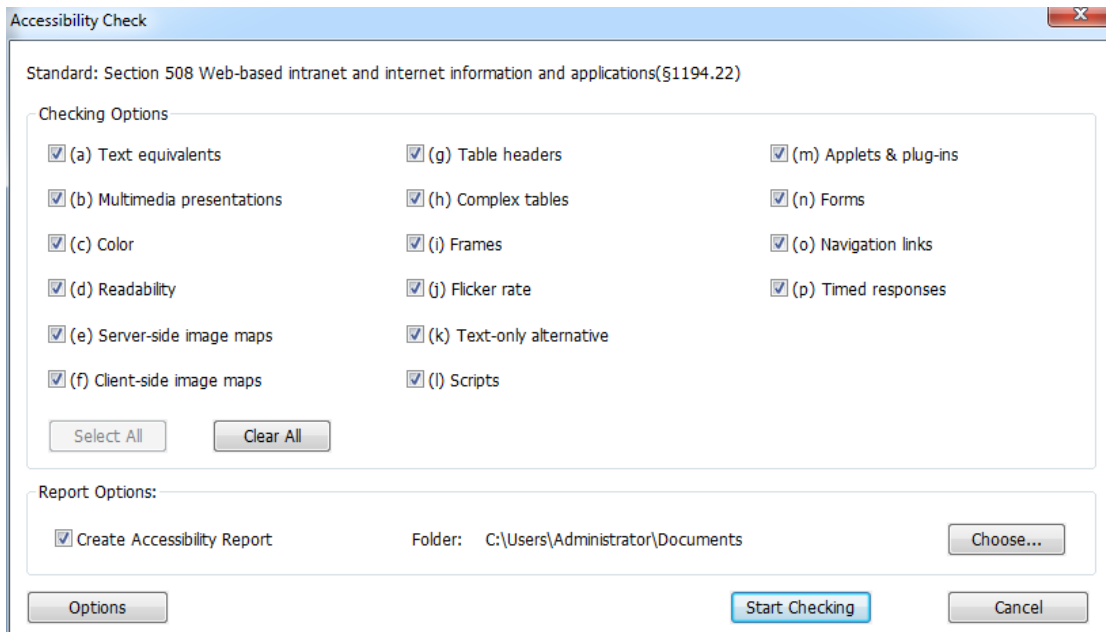 Accessibility Check
Standard: Section 508 Web-based intranet and internet information and applications(§1194.22)
Checking Options
(a) Text equivalents
(b) Multimedia presentations
(c) Color
(d) Readability
(e) Server-side image maps
(f) Client-side image maps
(g) Table headers
(h) Complex tables
(i) Frames
(j) Flicker rate
(k) Text-only alternative
(l) Scripts
(m) Applets & plug-ins
(n) Forms
(o) Navigation links
(p) Timed responses
Select All Clear All
Report Options:
Create Accessibility Report Folder: C:\Users\Administrator\Documents Choose...
Options Start Checking Cancel